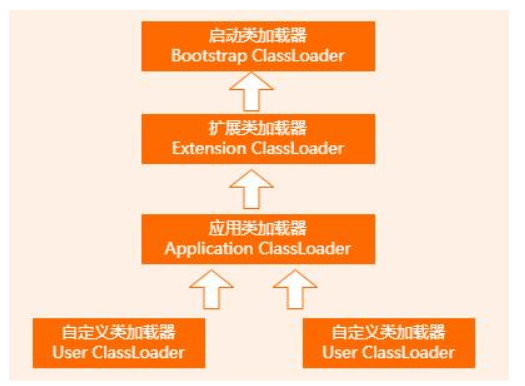 启动类加载器
Bootstrap ClassLoader
扩展类加载器
Extension ClassLoader
应用类加载器
Application ClassLoader
自定义类加载器
User ClassLoader
自定义类加载器
User ClassLoader